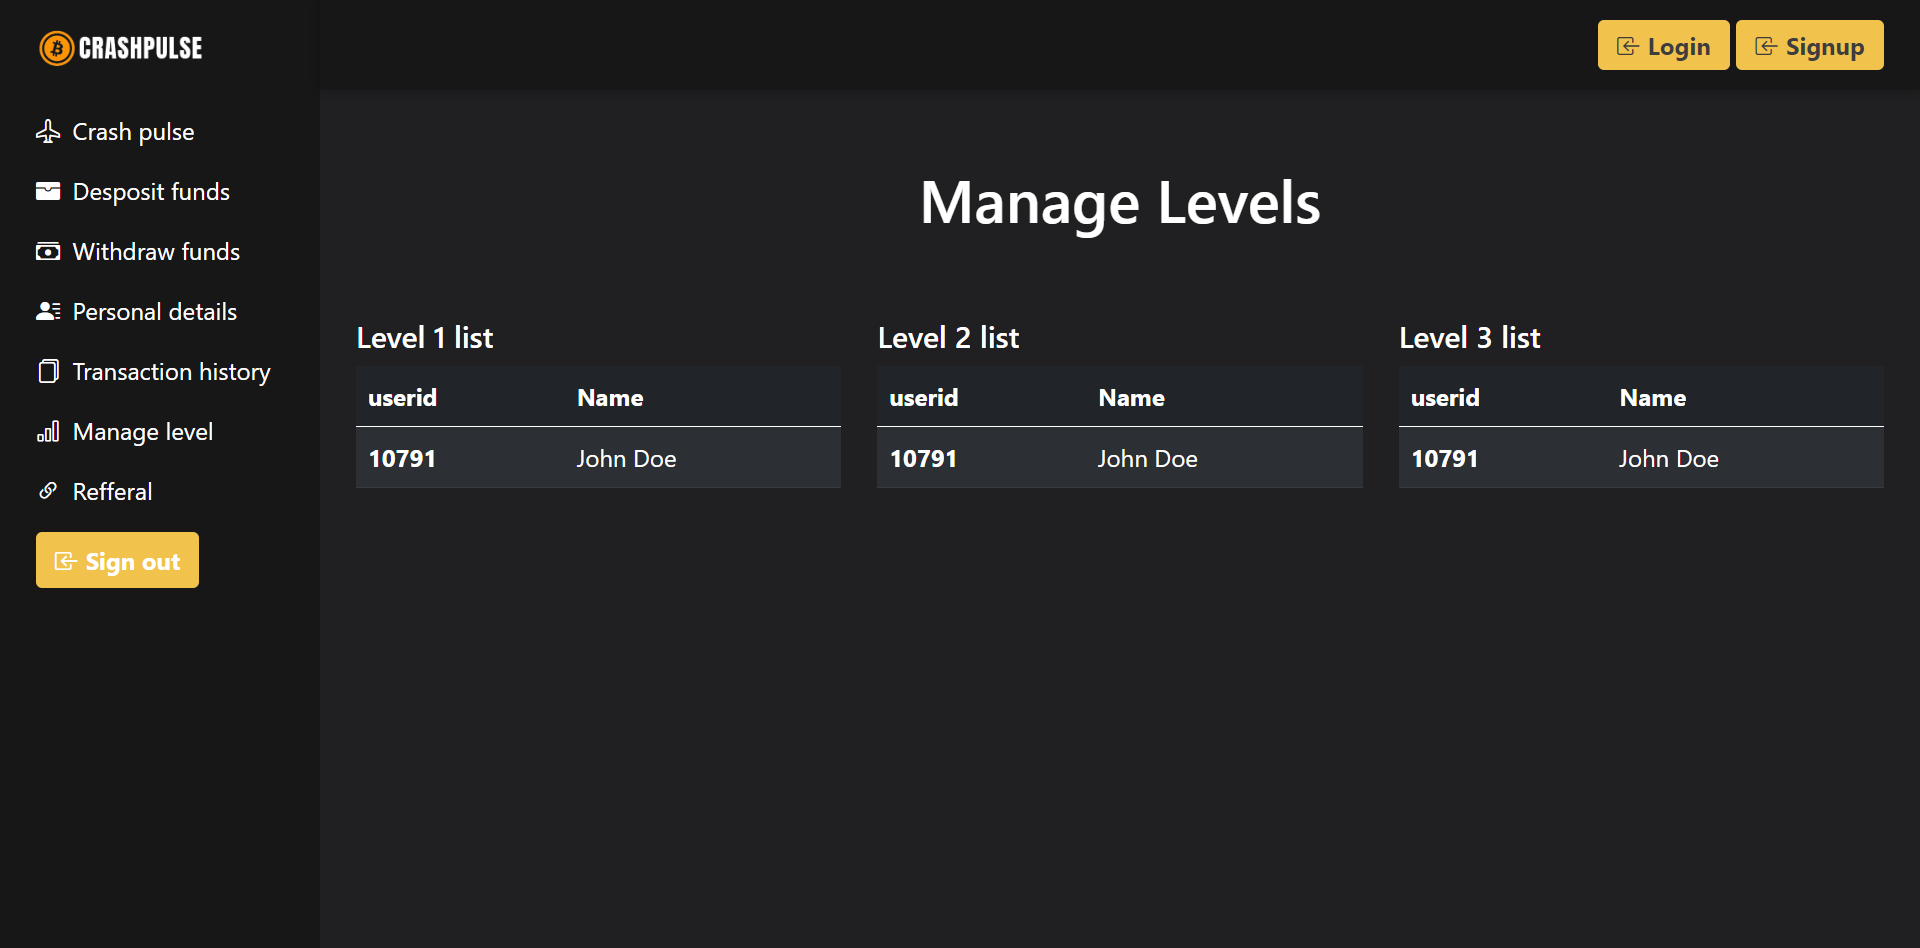 CRASHPULSE
Login
Signup
Crash pulse
Desposit funds
Withdraw funds
Personal details
Transaction history
Manage level
Refferal
Sign out
Manage Levels
Level 1 list
userid Name
10791 John Doe
Level 2 list
userid Name
10791 John Doe
Level 3 list
userid Name
10791 John Doe